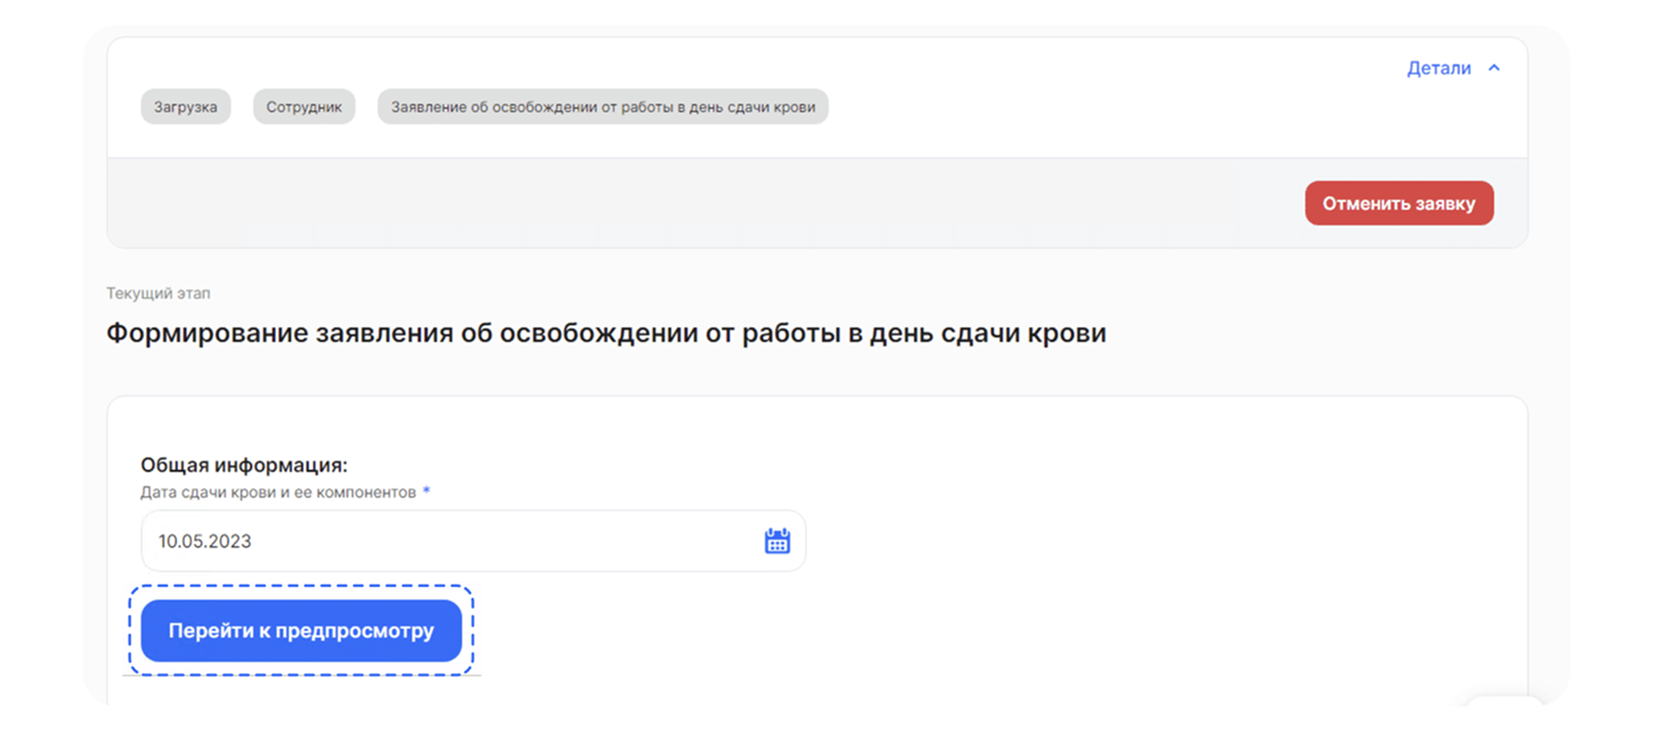 Детали
Загрузка Сотрудник Заявление об освобождении от работы в день сдачи крови
Отменить заявку
Текущий этап
Формирование заявления об освобождении от работы в день сдачи крови
Общая информация:
Дата сдачи крови и ее компонентов *
10.05.2023
Перейти к предпросмотру